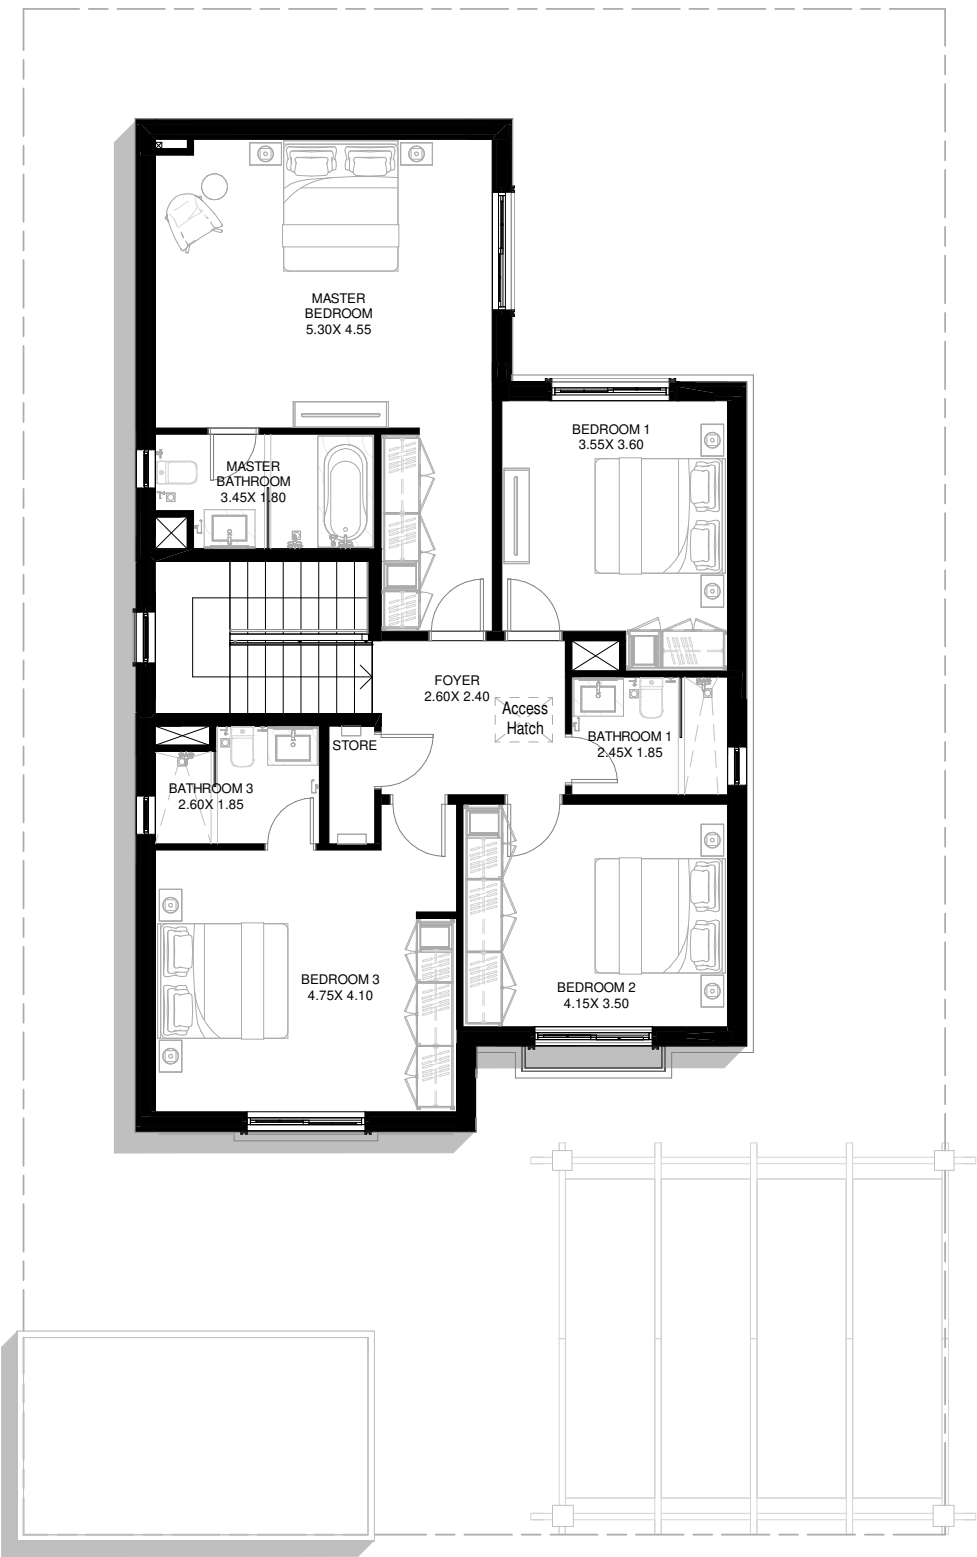 MASTER
BEDROOM
5.30X 4.55
BEDROOM 1
3.55X 3.60
MASTER
BATHROOM
3.45X 1.80
FOYER
2.60X 2.40
Access
Hatch
STORE
BATHROOM 1
2.45X 1.85
BATHROOM 3
2.60X 1.85
BEDROOM 3
4.75X 4.10
BEDROOM 2
4.15X 3.50